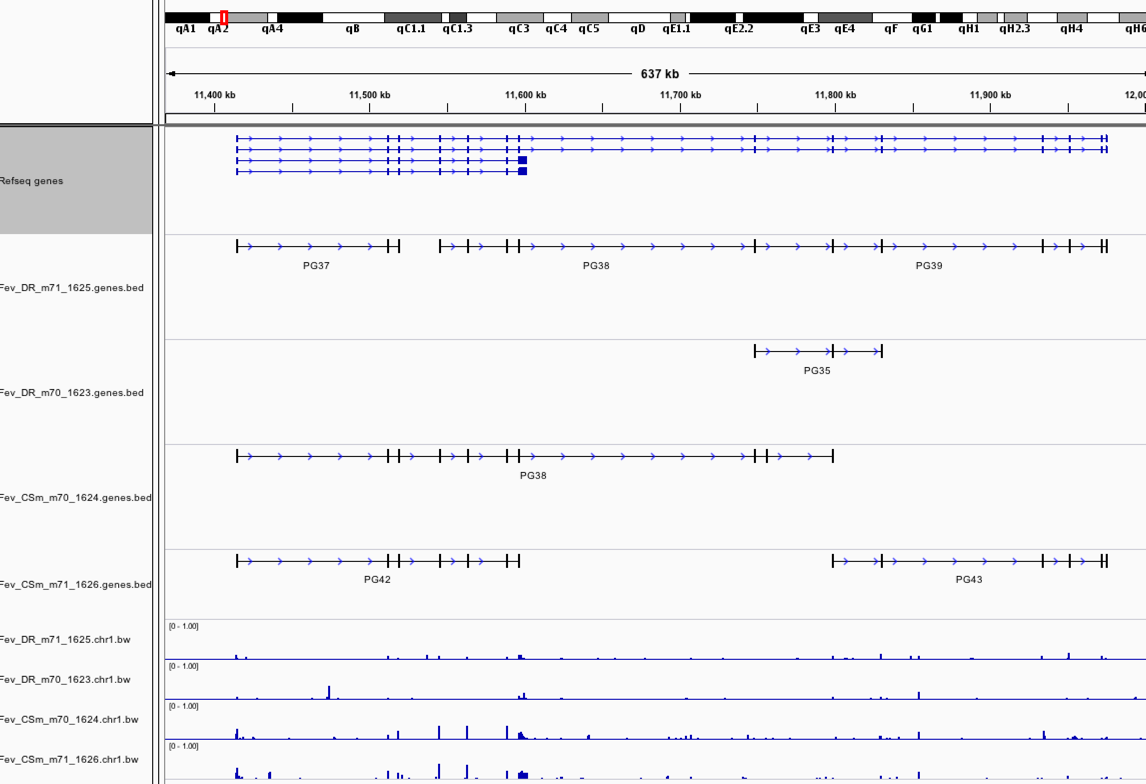 qA1 qA2 qA4 qB qC1.1 qC1.3 qC3 qC4 qC5 qD qE1.1 qE2.2 qE3 qE4 qF qG1 qH1 qH2.3 qH4 qH6
637 kb
11,400 kb 11,500 kb 11,600 kb 11,700 kb 11,800 kb 11,900 kb 12,00
Refseq genes
PG37 PG38 PG39
Fev_DR_m71_1625.genes.bed
PG35
Fev_DR_m70_1623.genes.bed
PG38
Fev_CSm_m70_1624.genes.bed
PG42 PG43
Fev_CSm_m71_1626.genes.bed
[0 - 1.00]
Fev_DR_m71_1625.chr1.bw
[0 - 1.00]
Fev_DR_m70_1623.chr1.bw
[0 - 1.00]
Fev_CSm_m70_1624.chr1.bw
[0 - 1.00]
Fev_CSm_m71_1626.chr1.bw